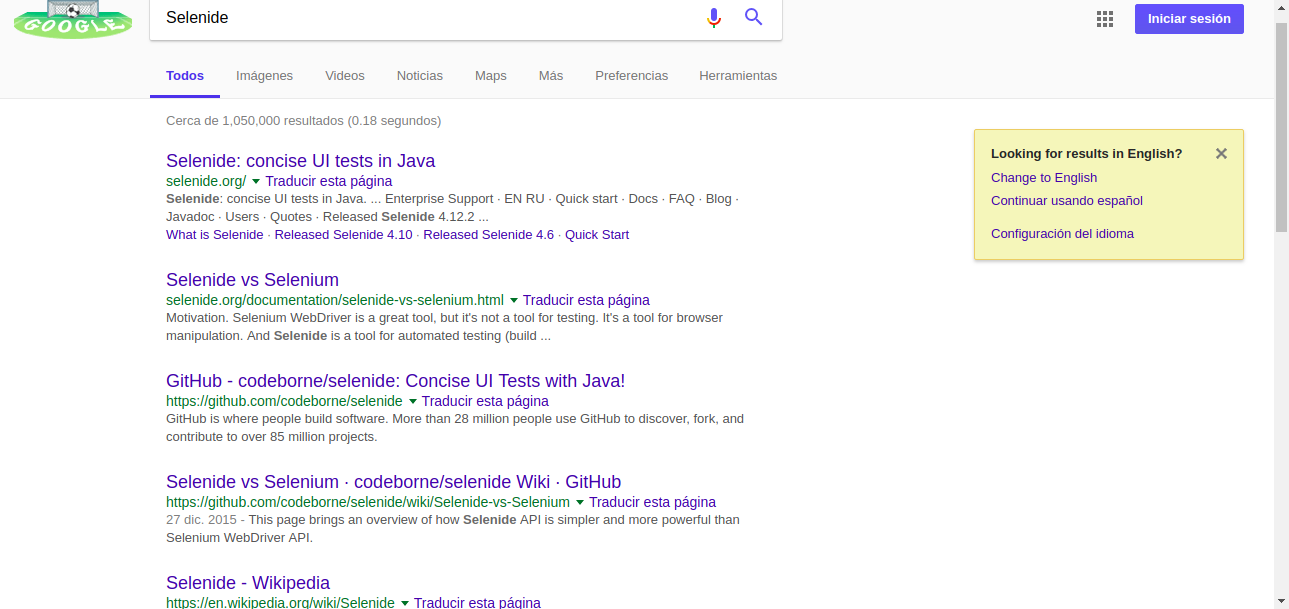 GOOGLE
Selenide
Iniciar sesión
Todos Imágenes Videos Noticias Maps Más Preferencias Herramientas
Cerca de 1,050,000 resultados (0.18 segundos)
Selenide: concise UI tests in Java
selenide.org/ Traducir esta página
Selenide: concise UI tests in Java. ... Enterprise Support · EN RU · Quick start · Docs · FAQ · Blog ·
Javadoc · Users · Quotes · Released Selenide 4.12.2 ...
What is Selenide · Released Selenide 4.10 · Released Selenide 4.6 · Quick Start
Selenide vs Selenium
selenide.org/documentation/selenide-vs-selenium.html Traducir esta página
Motivation. Selenium WebDriver is a great tool, but it's not a tool for testing. It's a tool for browser
manipulation. And Selenide is a tool for automated testing (build ...
GitHub - codeborne/selenide: Concise UI Tests with Java!
https://github.com/codeborne/selenide Traducir esta página
GitHub is where people build software. More than 28 million people use GitHub to discover, fork, and
contribute to over 85 million projects.
Selenide vs Selenium · codeborne/selenide Wiki · GitHub
https://github.com/codeborne/selenide/wiki/Selenide-vs-Selenium Traducir esta página
27 dic. 2015 - This page brings an overview of how Selenide API is simpler and more powerful than
Selenium WebDriver API.
Selenide - Wikipedia
https://en.wikipedia.org/wiki/Selenide Traducir esta página
Looking for results in English?
Change to English
Continuar usando español
Configuración del idioma